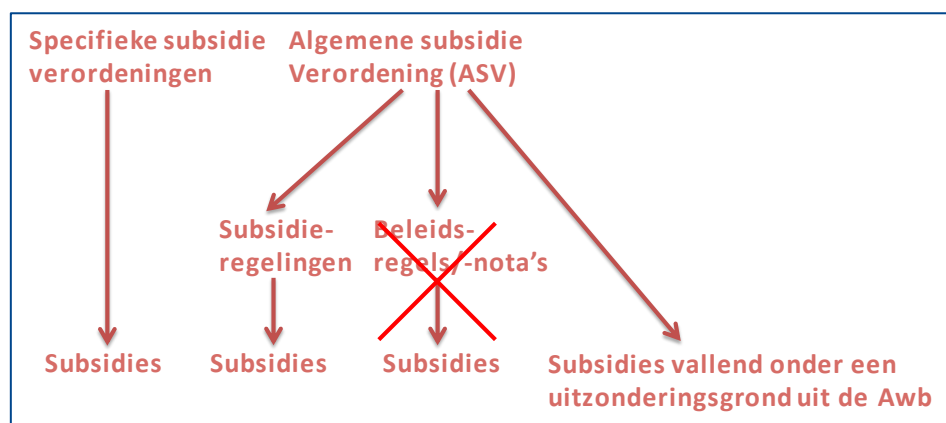 Specifieke subsidie
verordeningen
Algemene subsidie
Verordening (ASV)
Subsidie-
regelingen
Beleids-
regels/-nota's
Subsidies
Subsidies
Subsidies
Subsidies vallend onder een
uitzonderingsgrond uit de Awb